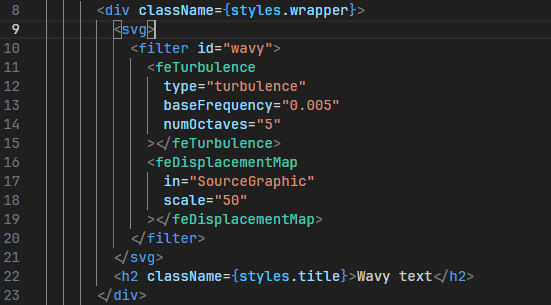 8 <div className={styles.wrapper}>
9 <svg>
10 <filter id="wavy">
11 <feTurbulence
12 type="turbulence"
13 baseFrequency="0.005"
14 numOctaves="5"
15 ></feTurbulence>
16 <feDisplacementMap
17 in="SourceGraphic"
18 scale="50"
19 ></feDisplacementMap>
20 </filter>
21 </svg>
22 <h2 className={styles.title}>Wavy text</h2>
23 </div>